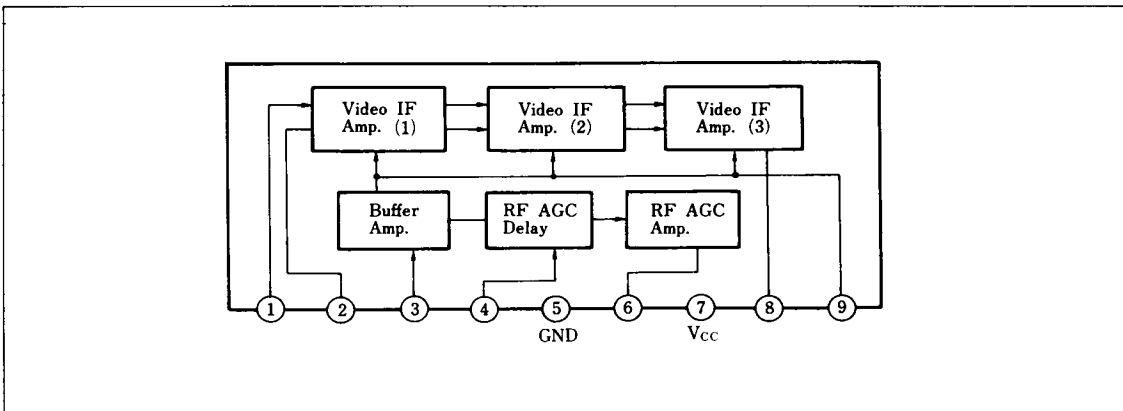 Video IF
Amp. (1)
Video IF
Amp. (2)
Video IF
Amp. (3)
Buffer
Amp.
RF AGC
Delay
RF AGC
Amp.
1 2 3 4 5 6 7 8 9
GND
VCC